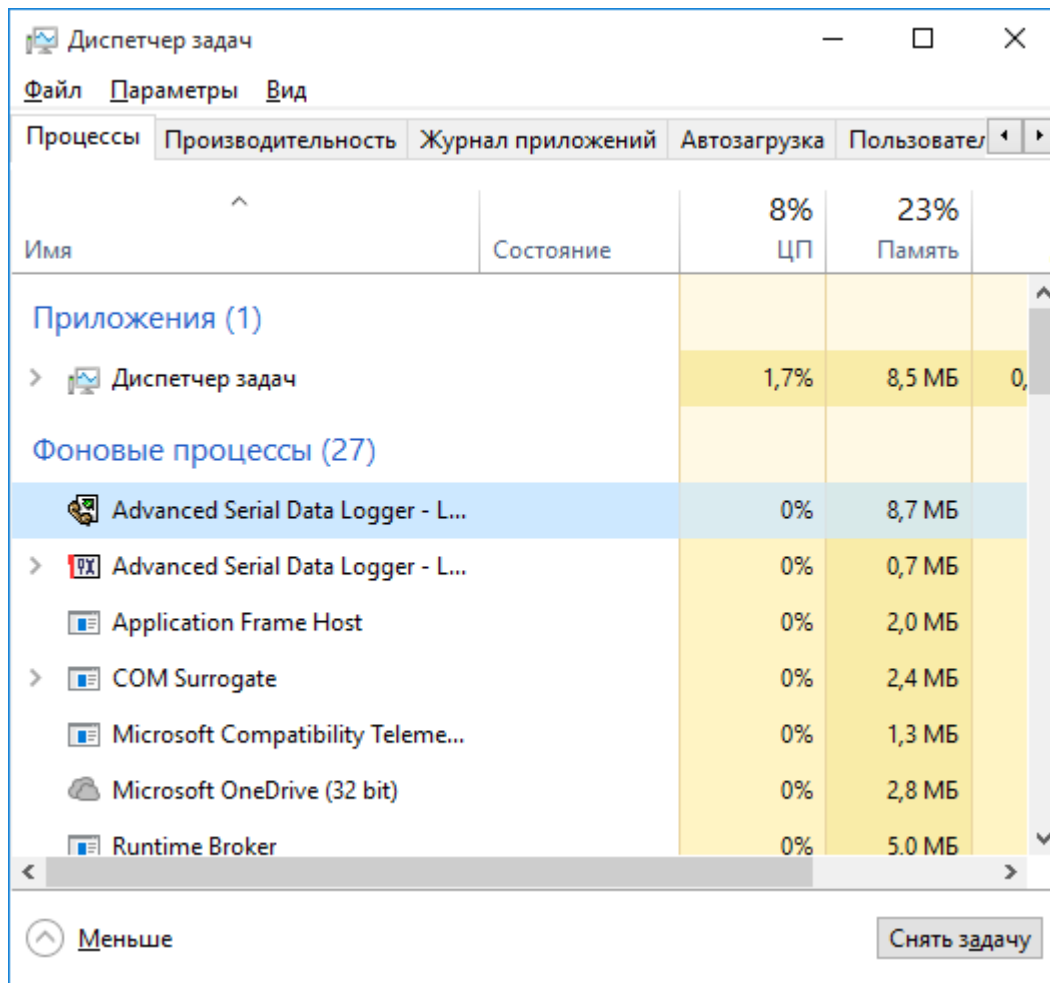 Диспетчер задач
Файл Параметры Вид
Процессы Производительность Журнал приложений Автозагрузка Пользовател
8% 23%
Имя Состояние ЦП Память
Приложения (1)
Диспетчер задач 1,7% 8,5 МБ 0,
Фоновые процессы (27)
Advanced Serial Data Logger - L... 0% 8,7 МБ
Advanced Serial Data Logger - L... 0% 0,7 МБ
Application Frame Host 0% 2,0 МБ
COM Surrogate 0% 2,4 МБ
Microsoft Compatibility Teleme... 0% 1,3 МБ
Microsoft OneDrive (32 bit) 0% 2,8 МБ
Runtime Broker 0% 5,0 МБ
Меньше Снять задачу